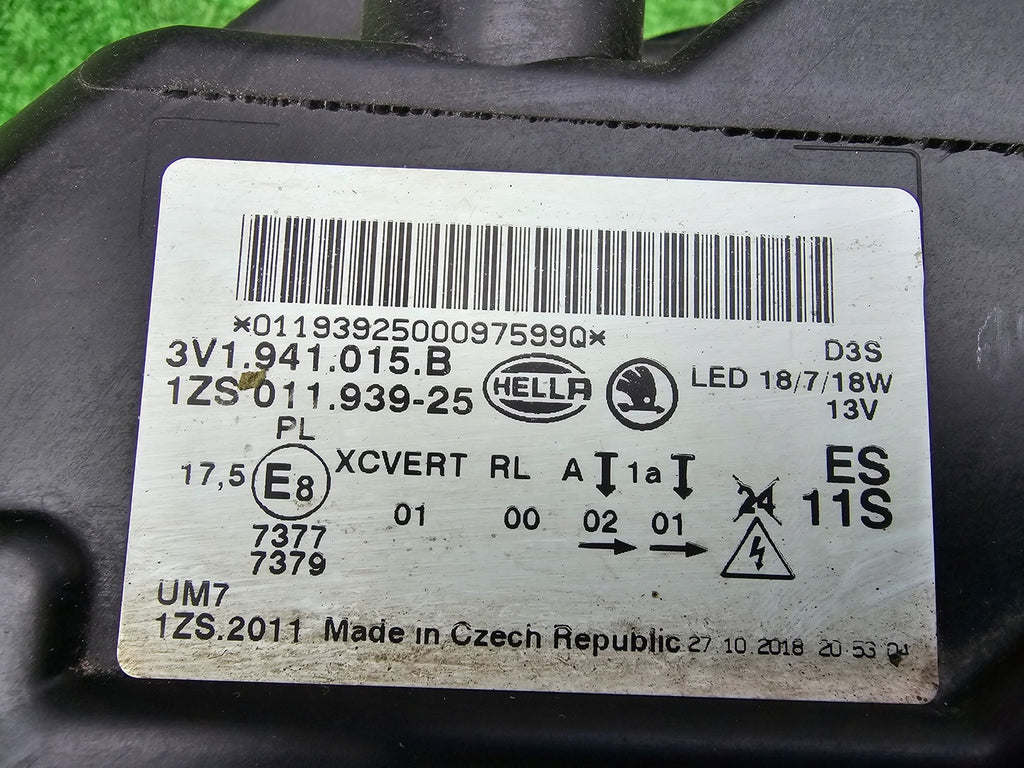 *0119392500097599Q*
3V1.941.015.B
1ZS 011.939-25
HELLA
D3S
LED 18/7/18W
13V
PL
17,5 E8 XCVERT RL A 1a
01 00 02 01
7377
7379
24
ES
11S
UM7
1ZS.2011 Made in Czech Republic 27.10.2018 20:53:04